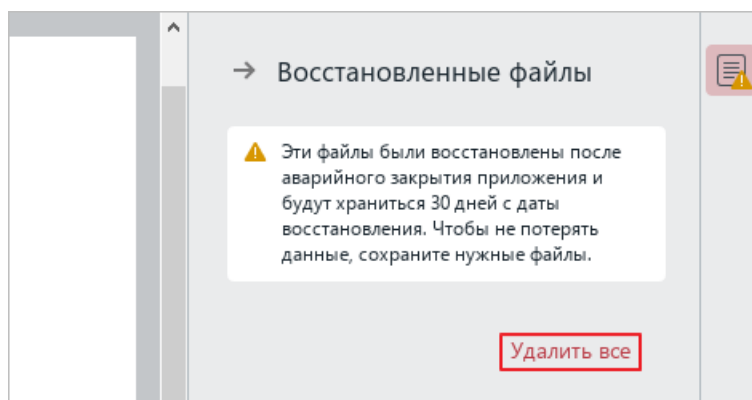 Восстановленные файлы
Эти файлы были восстановлены после
аварийного закрытия приложения и
будут храниться 30 дней с даты
восстановления. Чтобы не потерять
данные, сохраните нужные файлы.
Удалить все